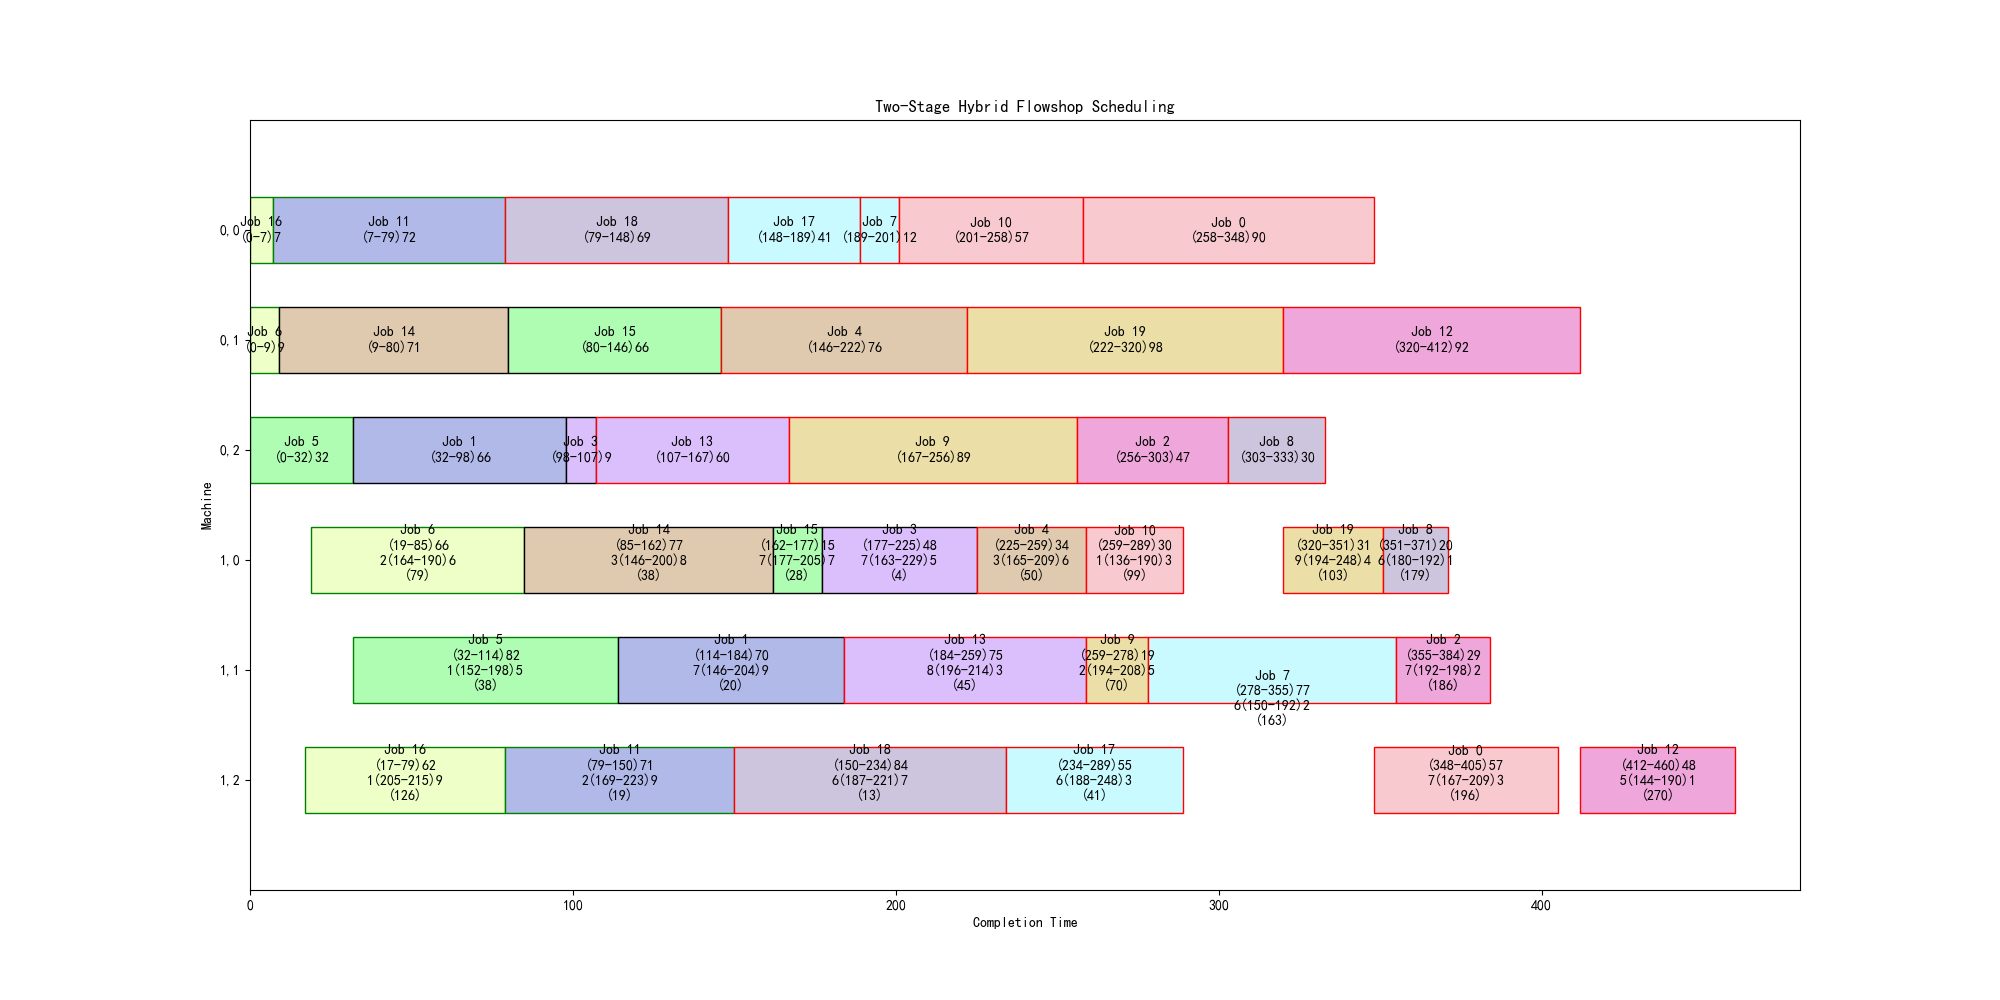 Two-Stage Hybrid Flowshop Scheduling
Machine
0,0
Job 16
(0-7)7
Job 11
(7-79)72
Job 18
(79-148)69
Job 17
(148-189)41
Job 7
(189-201)12
Job 10
(201-258)57
Job 0
(258-348)90
0,1
Job 6
(0-9)9
Job 14
(9-80)71
Job 15
(80-146)66
Job 4
(146-222)76
Job 19
(222-320)98
Job 12
(320-412)92
0,2
Job 5
(0-32)32
Job 1
(32-98)66
Job 3
(98-107)9
Job 13
(107-167)60
Job 9
(167-256)89
Job 2
(256-303)47
Job 8
(303-333)30
1,0
Job 6
(19-85)66
2(164-190)6
(79)
Job 14
(85-162)77
3(146-200)8
(38)
Job 15
(162-177)15
7(177-205)7
(28)
Job 3
(177-225)48
7(163-229)5
(4)
Job 4
(225-259)34
3(165-209)6
(50)
Job 10
(259-289)30
1(136-190)3
(99)
Job 19
(320-351)31
9(194-248)4
(103)
Job 8
(351-371)20
6(180-192)1
(179)
1,1
Job 5
(32-114)82
1(152-198)5
(38)
Job 1
(114-184)70
7(146-204)9
(20)
Job 13
(184-259)75
8(196-214)3
(45)
Job 9
(259-278)19
2(194-208)5
(70)
Job 7
(278-355)77
6(150-192)2
(163)
Job 2
(355-384)29
7(192-198)2
(186)
1,2
Job 16
(17-79)62
1(205-215)9
(126)
Job 11
(79-150)71
2(169-223)9
(19)
Job 18
(150-234)84
6(187-221)7
(13)
Job 17
(234-289)55
6(188-248)3
(41)
Job 0
(348-405)57
7(167-209)3
(196)
Job 12
(412-460)48
5(144-190)1
(270)
0
100
200
300
400
Completion Time